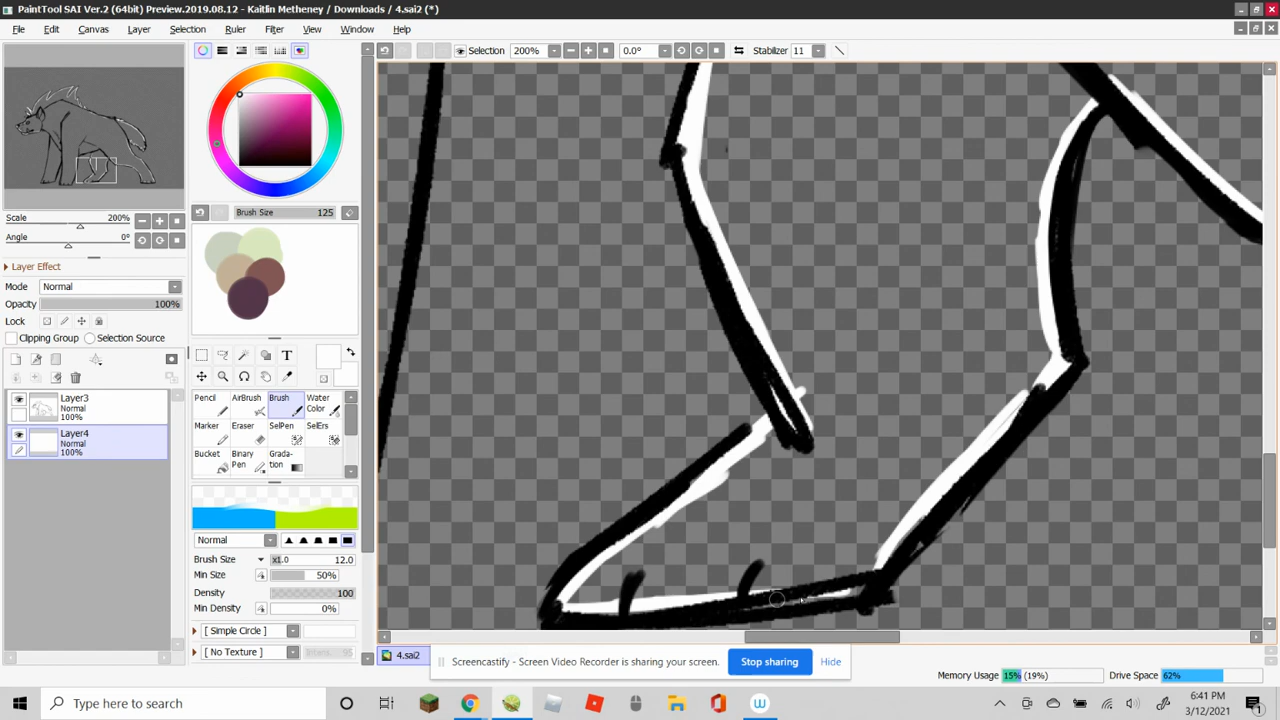 PaintTool SAI Ver.2 (64bit) Preview.2019.08.12 - Kaitlin Metheney / Downloads / 4.sai2 (*)
File Edit Canvas Layer Selection Ruler Filter View Window Help
Selection 200% 0.0° Stabilizer 11
Scale 200%
Angle 0°
Brush Size 125
Layer Effect
Mode Normal
Opacity 100%
Lock
Clipping Group Selection Source
Layer3
Normal
100%
Layer4
Normal
100%
T
Pencil AirBrush Brush Water Color
Marker Eraser SelPen SelErs
Bucket Binary Pen Grada-tion
Normal
Brush Size x1.0 12.0
Min Size 50%
Density 100
Min Density 0%
[ Simple Circle ]
[ No Texture ] 95
4.sai2
Screencastify - Screen Video Recorder is sharing your screen. Stop sharing Hide
Memory Usage 15% (19%) Drive Space 62%
Type here to search
6:41 PM
3/12/2021